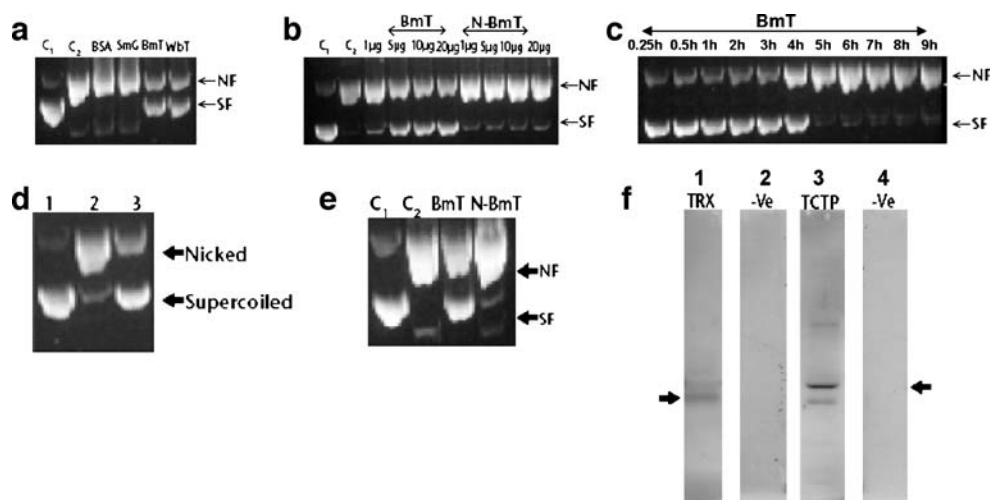 a
C1 C2 BSA SmG BmT WbT
NF
SF
b
BmT N-BmT
C1 C2 1µg 5µg 10µg 20µg 1µg 5µg 10µg 20µg
NF
SF
c
BmT
0.25h 0.5h 1h 2h 3h 4h 5h 6h 7h 8h 9h
NF
SF
d
1 2 3
Nicked
Supercoiled
e
C1 C2 BmT N-BmT
NF
SF
f
1 2 3 4
TRX -Ve TCTP -Ve